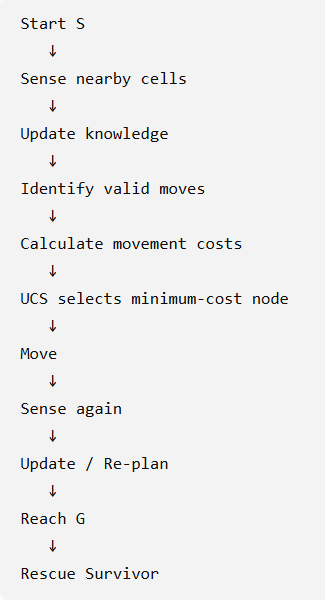 Start S
↓
Sense nearby cells
↓
Update knowledge
↓
Identify valid moves
↓
Calculate movement costs
↓
UCS selects minimum-cost node
↓
Move
↓
Sense again
↓
Update / Re-plan
↓
Reach G
↓
Rescue Survivor